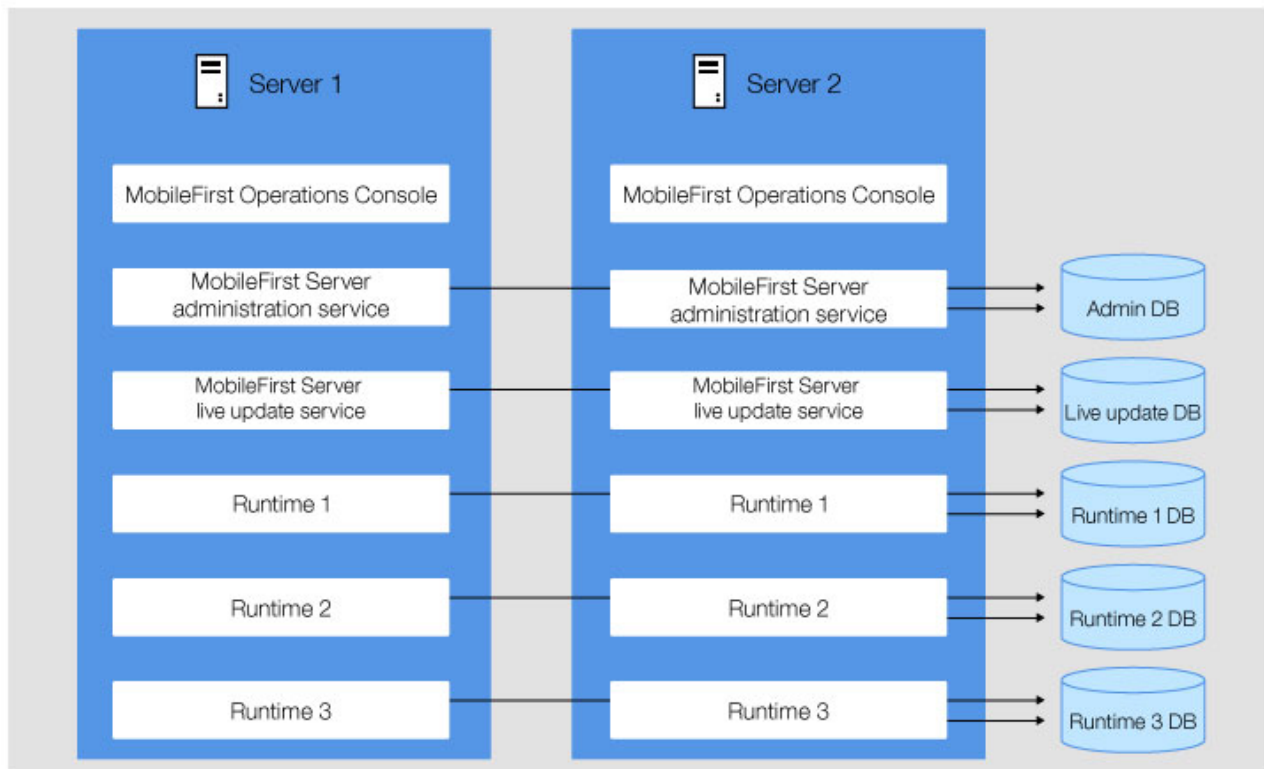 Server 1
Server 2
MobileFirst Operations Console
MobileFirst Operations Console
MobileFirst Server
administration service
MobileFirst Server
administration service
Admin DB
MobileFirst Server
live update service
MobileFirst Server
live update service
Live update DB
Runtime 1
Runtime 1
Runtime 1 DB
Runtime 2
Runtime 2
Runtime 2 DB
Runtime 3
Runtime 3
Runtime 3 DB